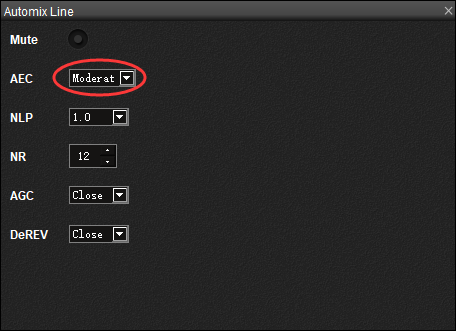 Automix Line
Mute
AEC Moderat
NLP 1.0
NR 12
AGC Close
DeREV Close